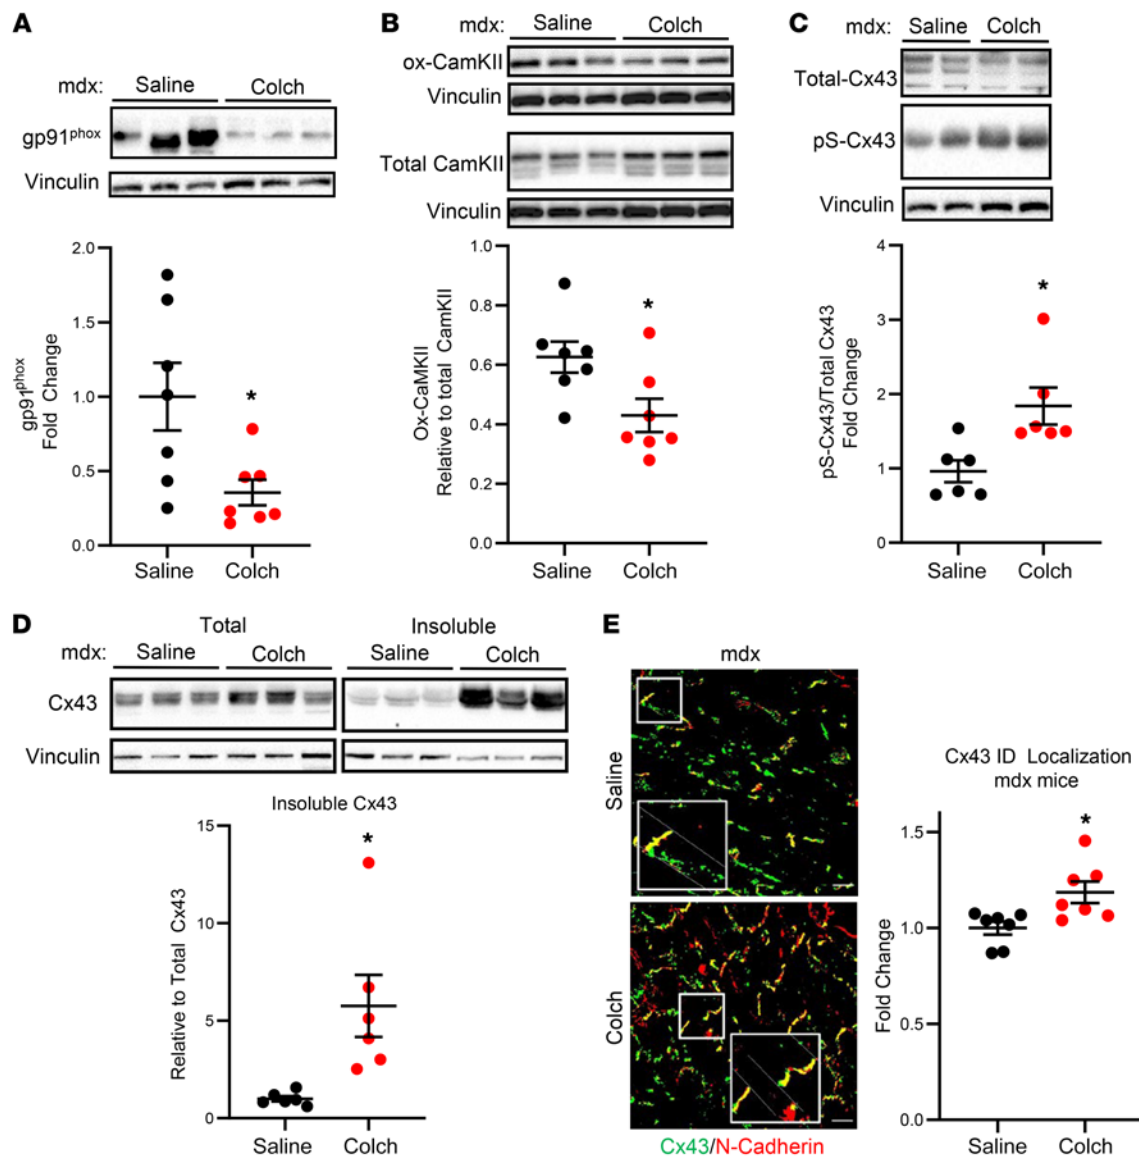 A
mdx:
Saline
Colch
gp91phox
Vinculin
2.0
1.5
1.0
0.5
0.0
gp91phox
Fold Change
*
Saline
Colch
B
mdx:
Saline
Colch
ox-CamKII
Vinculin
Total CamKII
Vinculin
1.0
0.8
0.6
0.4
0.2
0.0
Ox-CaMKII
Relative to total CamKII
*
Saline
Colch
C
mdx:
Saline
Colch
Total-Cx43
pS-Cx43
Vinculin
4
3
2
1
0
pS-Cx43/Total Cx43
Fold Change
*
Saline
Colch
D
Total
Insoluble
mdx:
Saline
Colch
Saline
Colch
Cx43
Vinculin
Insoluble Cx43
15
10
5
0
Relative to Total Cx43
*
Saline
Colch
E
mdx
Saline
Colch
Cx43/N-Cadherin
Cx43 ID Localization
mdx mice
1.5
1.0
0.5
0.0
Fold Change
*
Saline
Colch